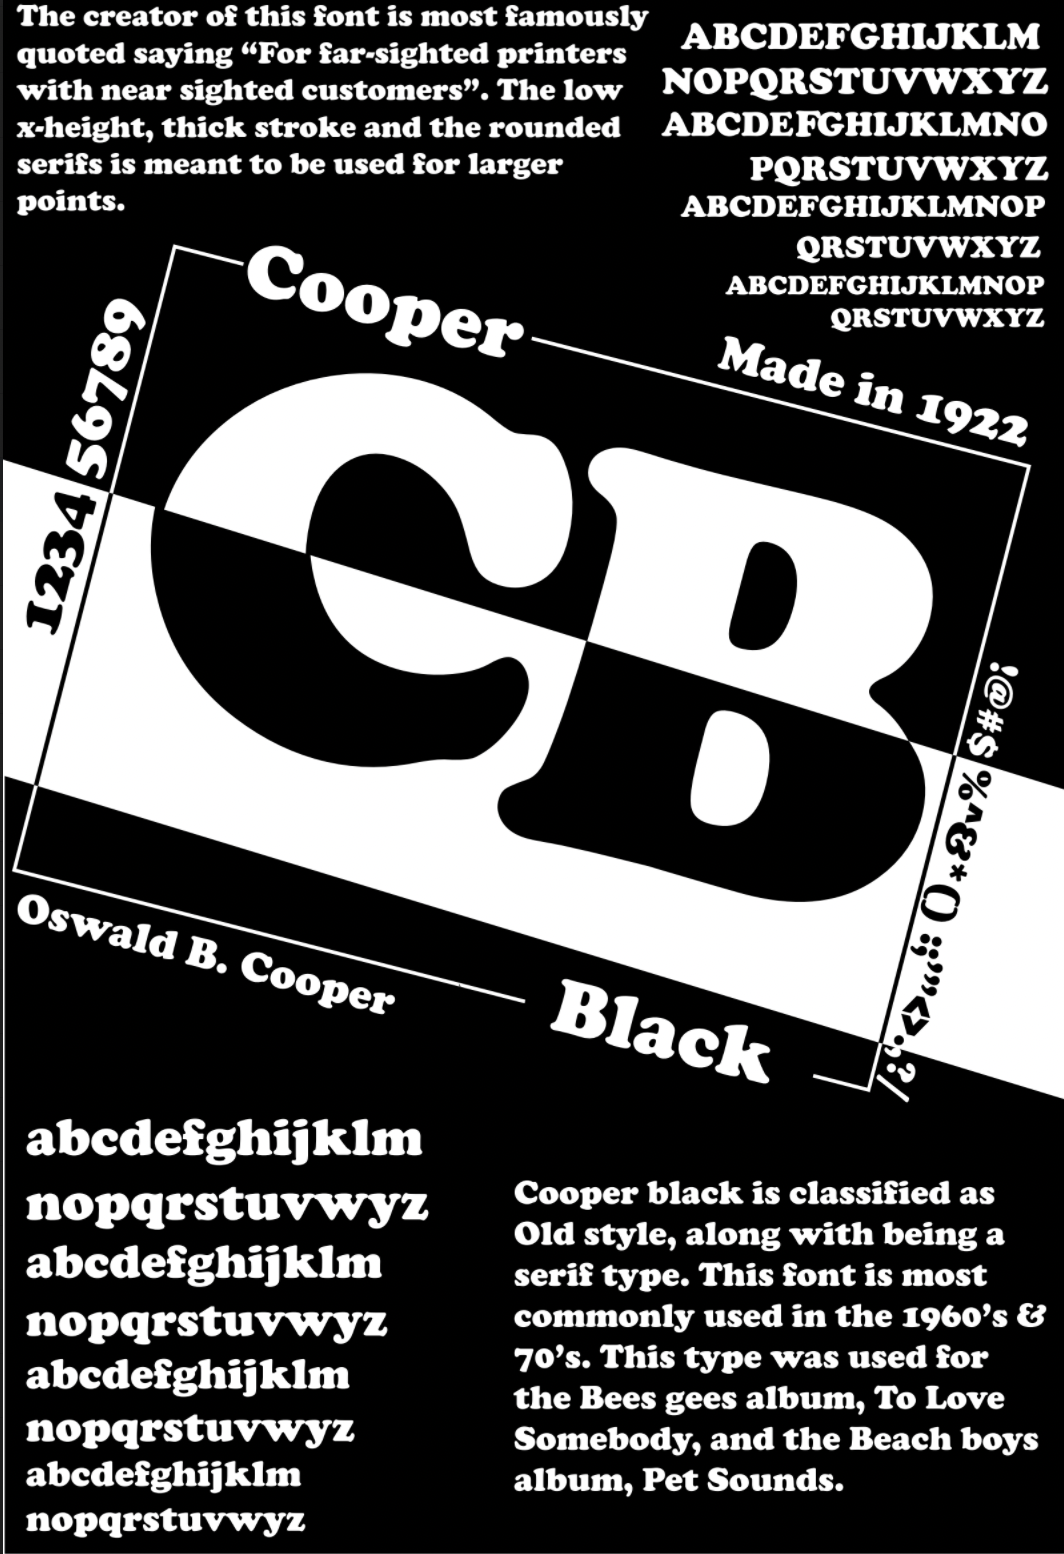 The creator of this font is most famously
quoted saying “For far-sighted printers
with near sighted customers”. The low
x-height, thick stroke and the rounded
serifs is meant to be used for larger
points.
ABCDEFGHIJKLM
NOPQRSTUVWXYZ
ABCDEFGHIJKLMNO
PQRSTUVWXYZ
ABCDEFGHIJKLMNOP
QRSTUVWXYZ
ABCDEFGHIJKLMNOP
QRSTUVWXYZ
Cooper
Made in 1922
1234 56789
CB
!@#$ %^&* ()
Oswald B. Cooper
Black
abcdefghijklm
nopqrstuvwyz
abcdefghijklm
nopqrstuvwyz
abcdefghijklm
nopqrstuvwyz
abcdefghijklm
nopqrstuvwyz
Cooper black is classified as
Old style, along with being a
serif type. This font is most
commonly used in the 1960’s &
70’s. This type was used for
the Bees gees album, To Love
Somebody, and the Beach boys
album, Pet Sounds.